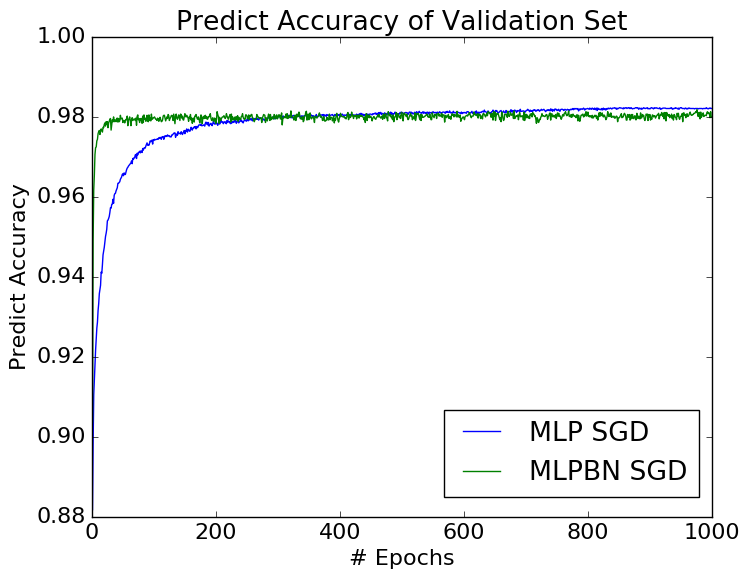 Predict Accuracy of Validation Set
1.00
0.98
0.96
0.94
0.92
0.90
0.88
Predict Accuracy
MLP SGD
MLPBN SGD
0 200 400 600 800 1000
# Epochs